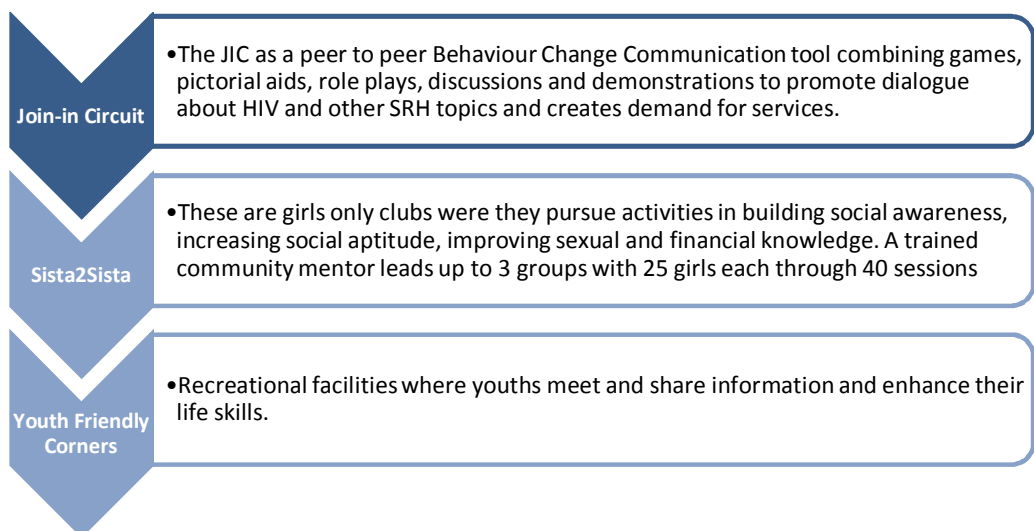 Join-in Circuit
•The JIC as a peer to peer Behaviour Change Communication tool combining games,
pictorial aids, role plays, discussions and demonstrations to promote dialogue
about HIV and other SRH topics and creates demand for services.
Sista2Sista
•These are girls only clubs were they pursue activities in building social awareness,
increasing social aptitude, improving sexual and financial knowledge. A trained
community mentor leads up to 3 groups with 25 girls each through 40 sessions
Youth Friendly
Corners
•Recreational facilities where youths meet and share information and enhance their
life skills.